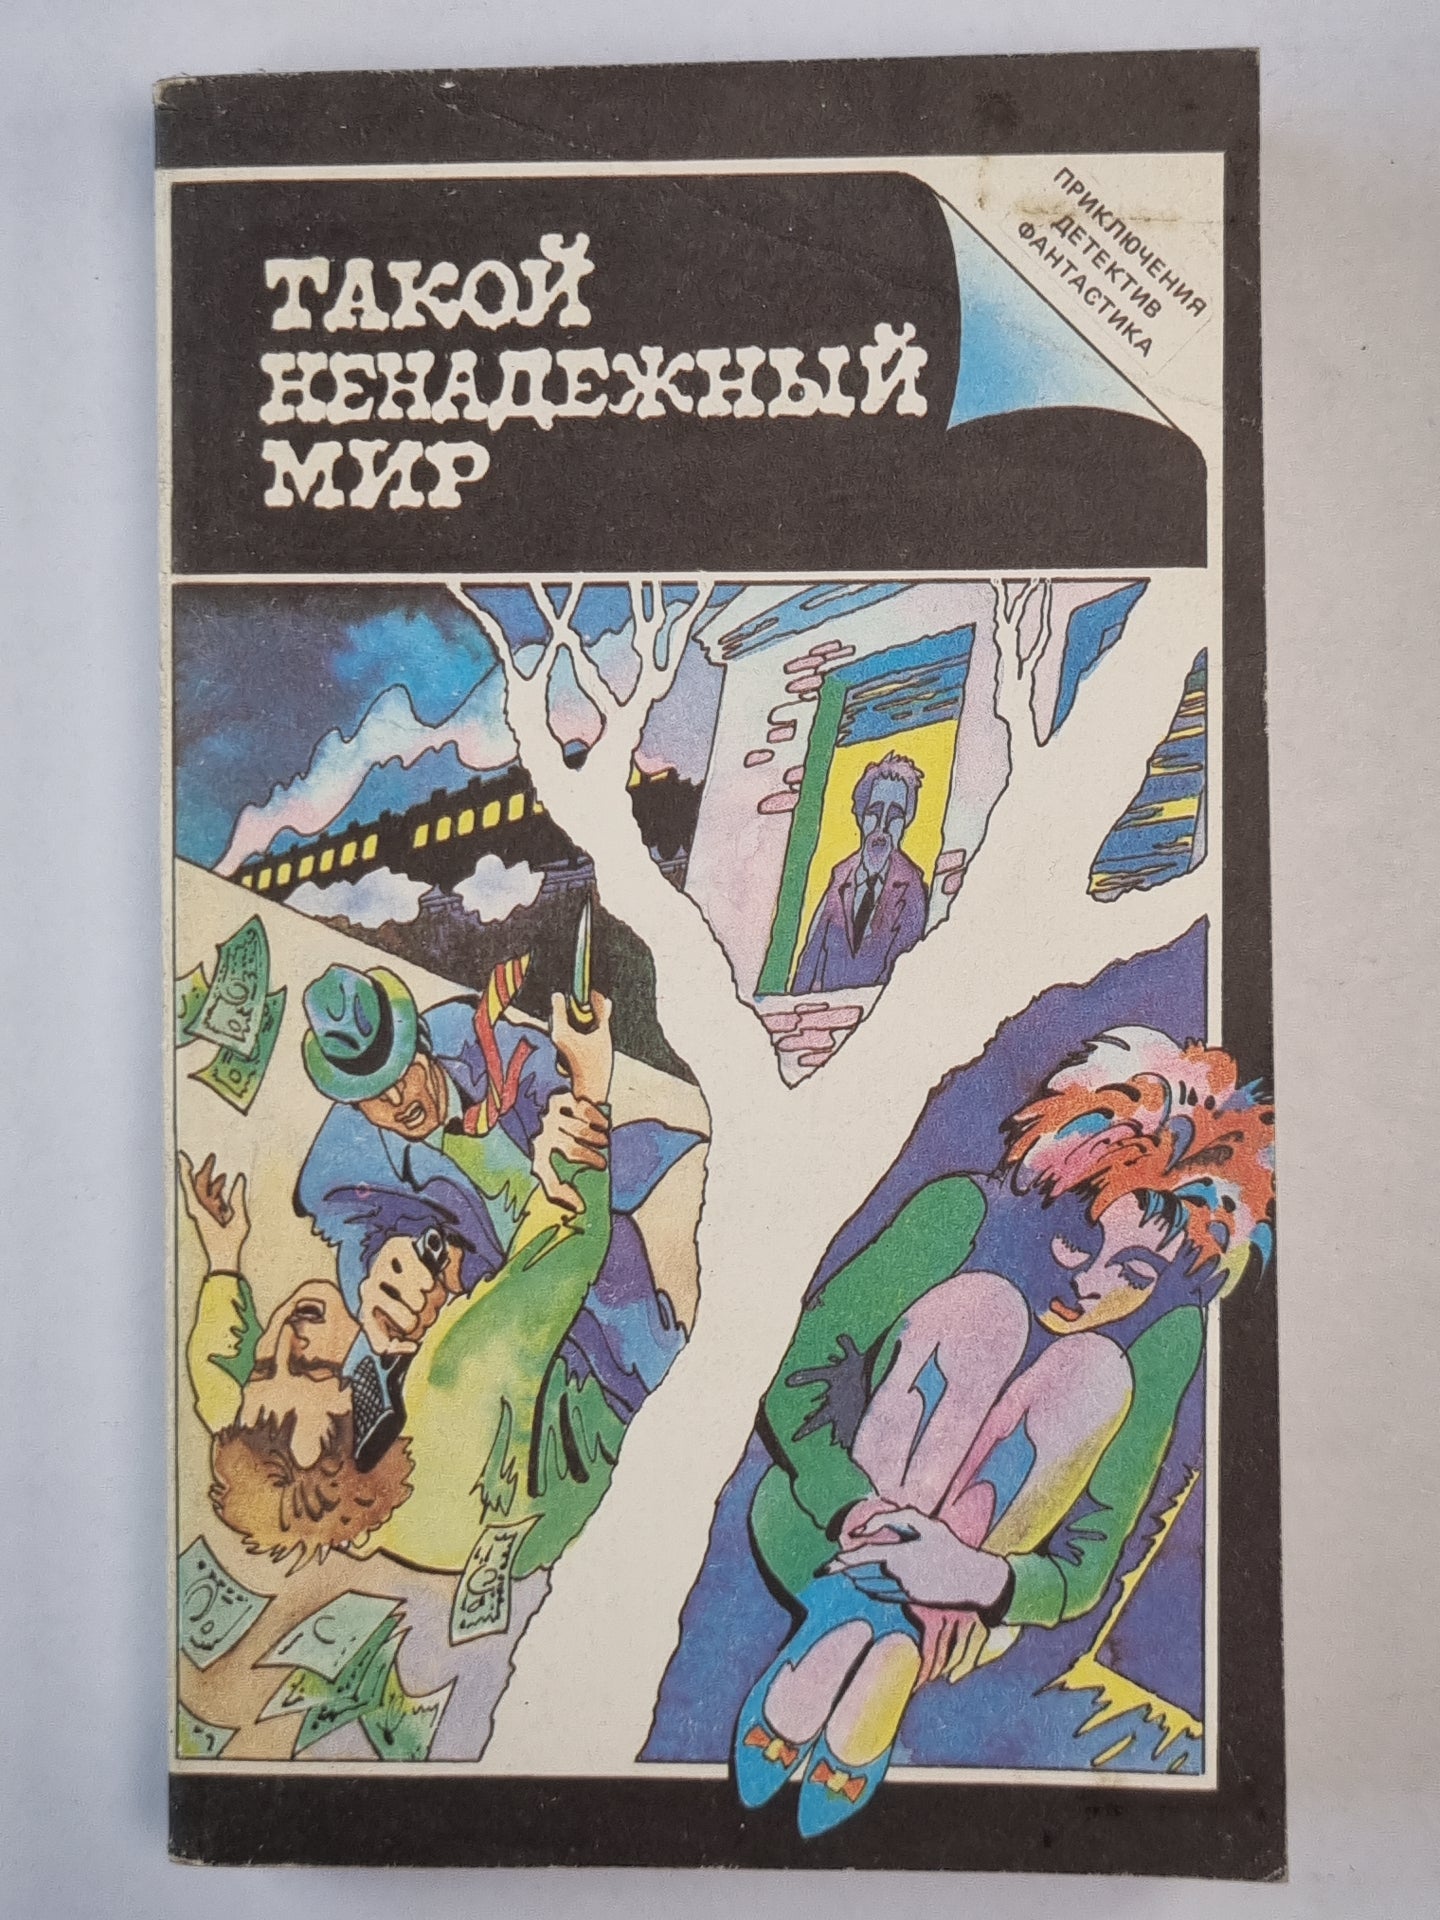 ПРИКЛЮЧЕНИЯ
ДЕТЕКТИВ
ФАНТАСТИКА
ТАКОЙ
НЕНАДЕЖНЫЙ
МИР